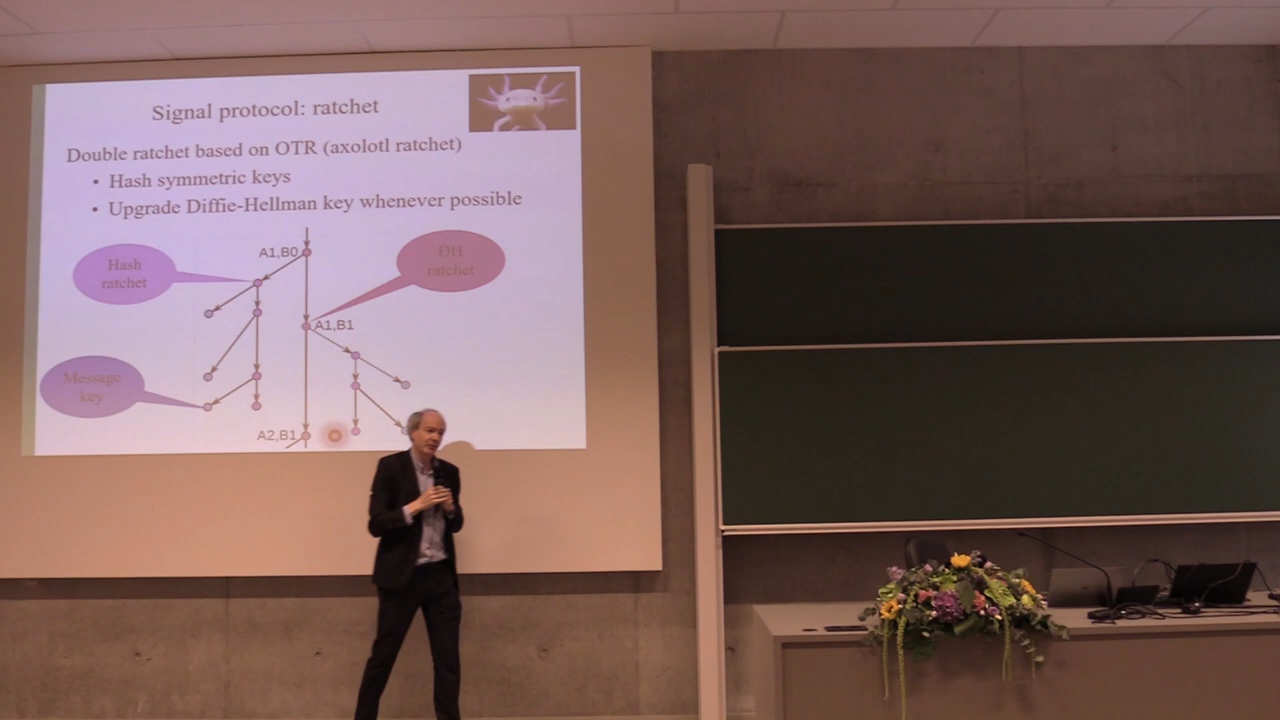 Signal protocol: ratchet
Double ratchet based on OTR (axolotl ratchet)
• Hash symmetric keys
• Upgrade Diffie-Hellman key whenever possible
A1,B0
Hash
ratchet
DH
ratchet
A1,B1
Message
key
A2,B1